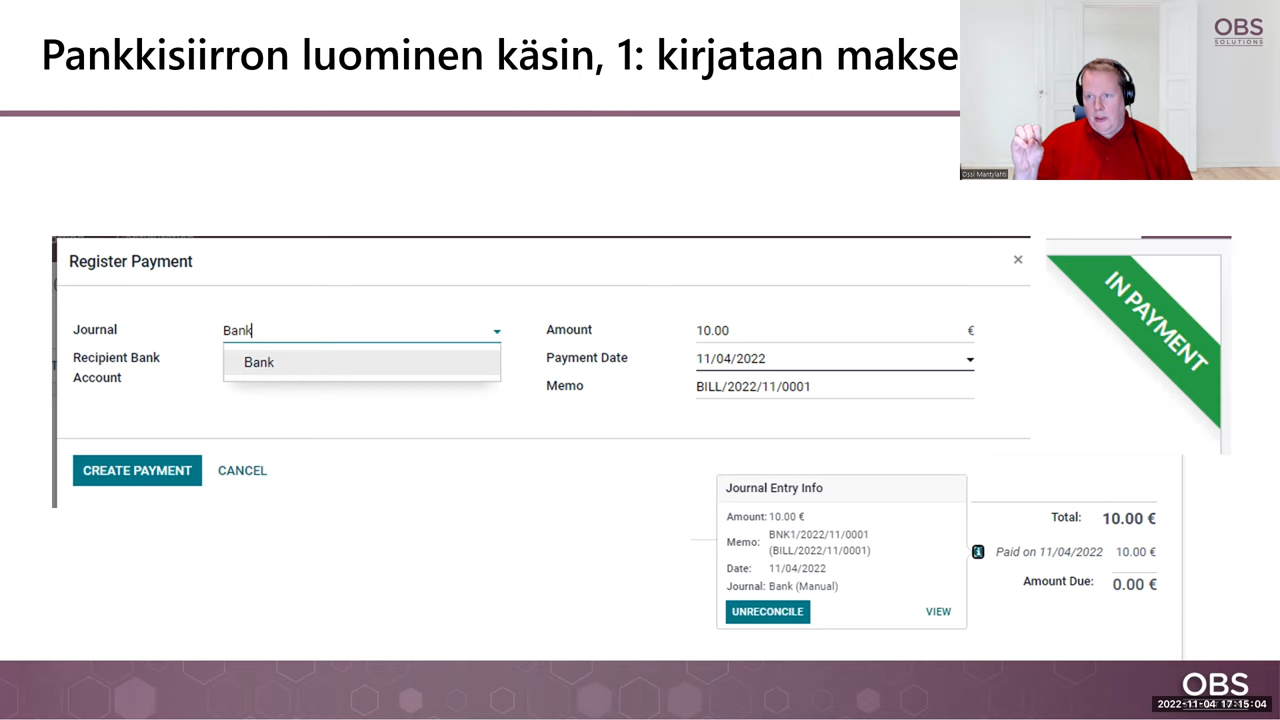 Pankkisiirron luominen käsin, 1: kirjataan makse
OBS
SOLUTIONS
Ossi Mantylahti
Register Payment
×
Journal
Bank
Bank
Recipient Bank
Account
Amount
10.00
€
Payment Date
11/04/2022
Memo
BILL/2022/11/0001
CREATE PAYMENT
CANCEL
IN PAYMENT
Journal Entry Info
Amount: 10.00 €
Memo: BNK1/2022/11/0001
(BILL/2022/11/0001)
Date: 11/04/2022
Journal: Bank (Manual)
UNRECONCILE
VIEW
Total: 10.00 €
i Paid on 11/04/2022 10.00 €
Amount Due: 0.00 €
OBS
2022-11-04 17:15:04